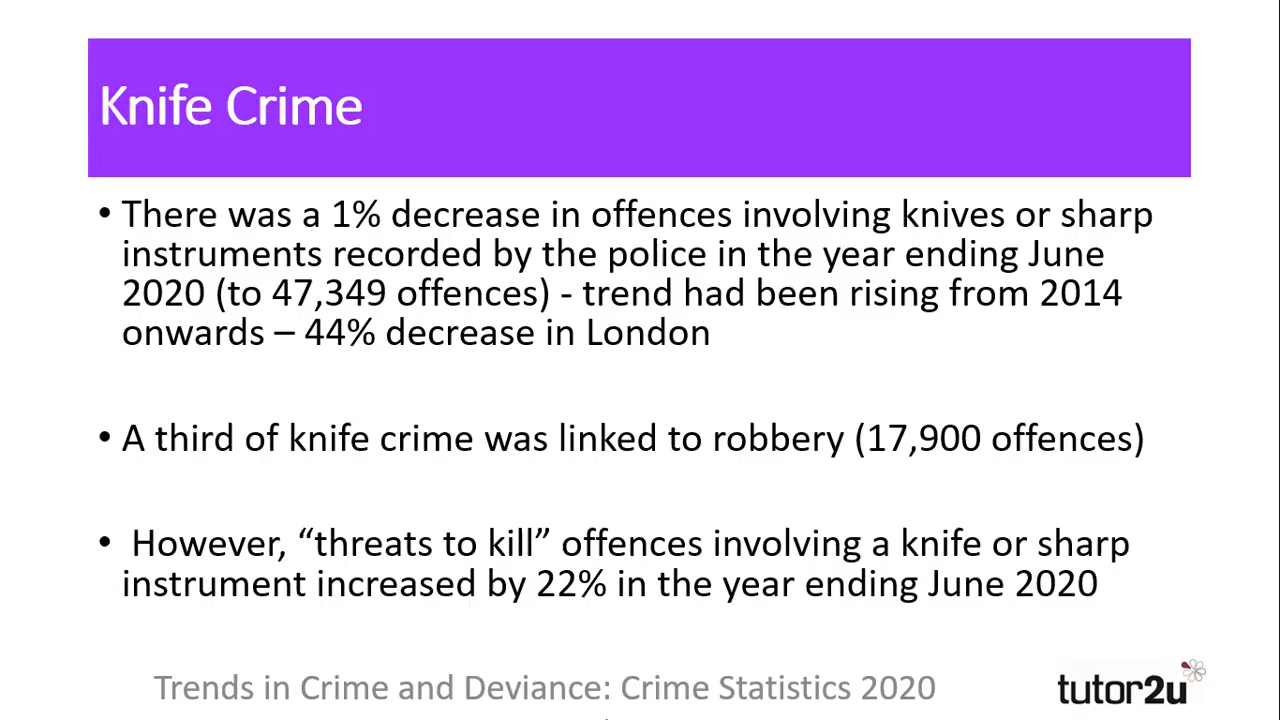 Knife Crime
• There was a 1% decrease in offences involving knives or sharp
instruments recorded by the police in the year ending June
2020 (to 47,349 offences) - trend had been rising from 2014
onwards – 44% decrease in London
• A third of knife crime was linked to robbery (17,900 offences)
• However, “threats to kill” offences involving a knife or sharp
instrument increased by 22% in the year ending June 2020
Trends in Crime and Deviance: Crime Statistics 2020
tutor2u